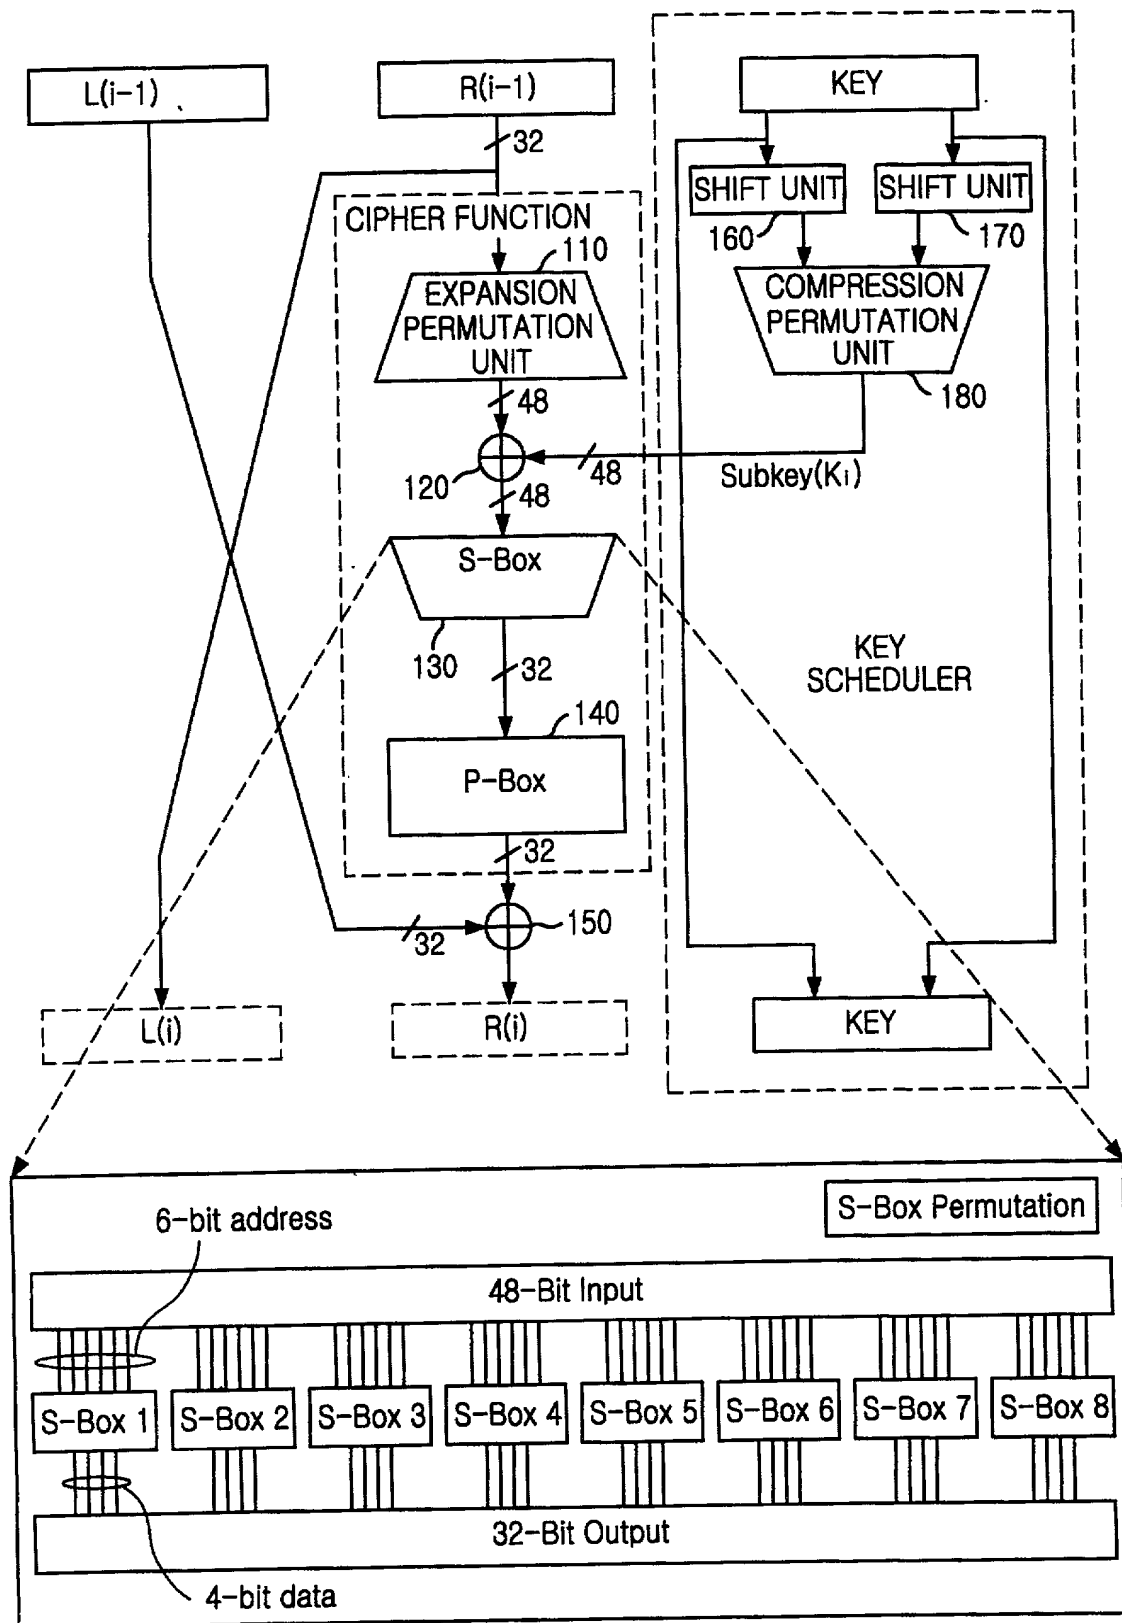 L(i-1)
R(i-1)
KEY
32
SHIFT UNIT
SHIFT UNIT
CIPHER FUNCTION
160
170
110
EXPANSION
PERMUTATION
UNIT
COMPRESSION
PERMUTATION
UNIT
48
180
120
48
Subkey(Ki)
48
S-Box
130
32
KEY
SCHEDULER
140
P-Box
32
32
150
L(i)
R(i)
KEY
S-Box Permutation
6-bit address
48-Bit Input
S-Box 1
S-Box 2
S-Box 3
S-Box 4
S-Box 5
S-Box 6
S-Box 7
S-Box 8
32-Bit Output
4-bit data